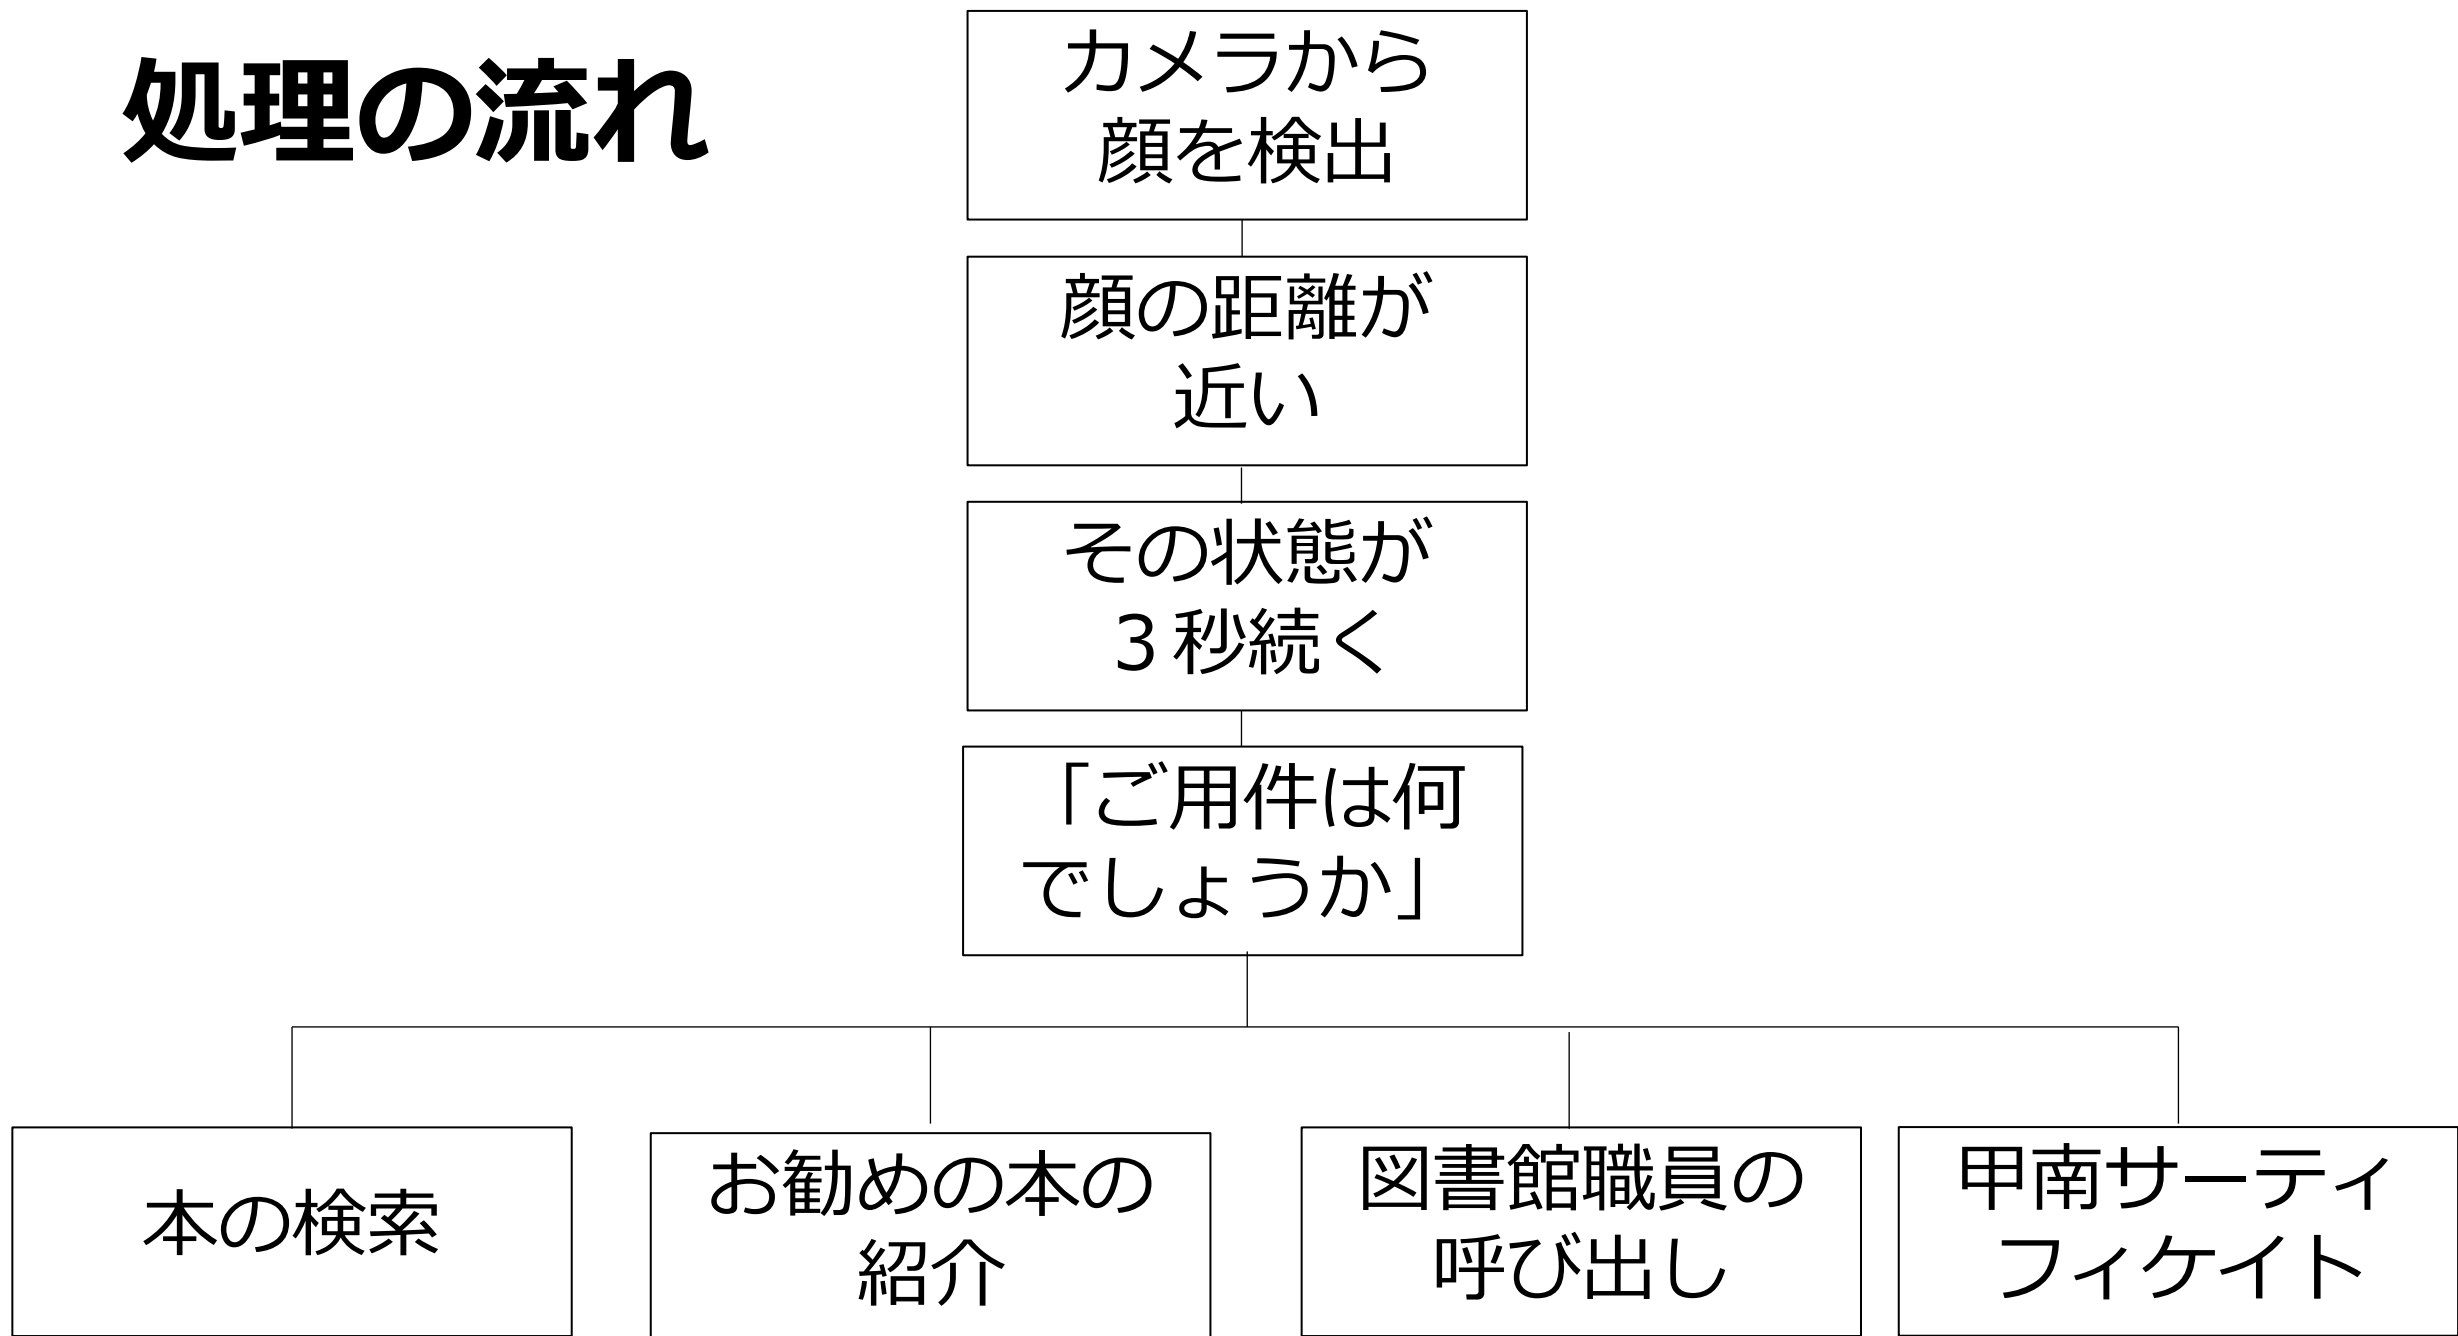 処理の流れ
カメラから
顔を検出
顔の距離が
近い
その状態が
３秒続く
「ご用件は何
でしょうか」
本の検索
お勧めの本の
紹介
図書館職員の
呼び出し
甲南サーティ
フィケイト